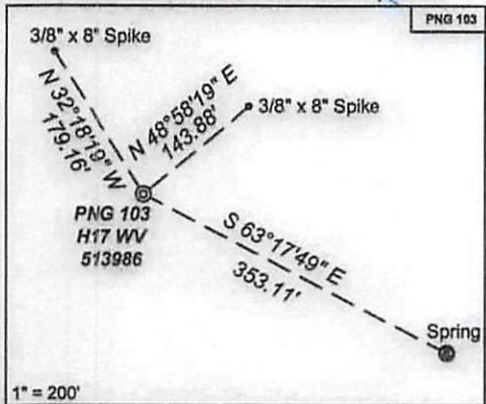 PNG 103
3/8" x 8" Spike
N 32°18'19" W
179.16'
N 48°58'19" E
143.88'
3/8" x 8" Spike
PNG 103
H17 WV
513986
S 63°17'49" E
353.11'
Spring
1" = 200'